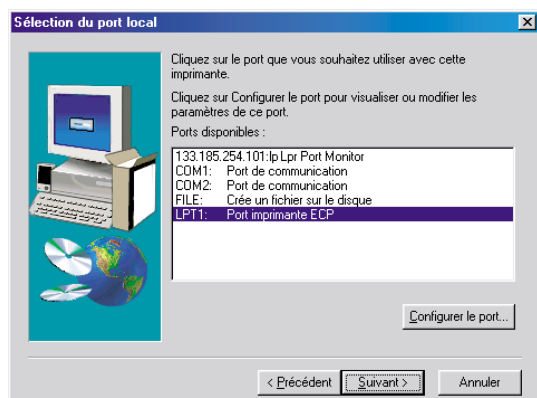 Sélection du port local
Cliquez sur le port que vous souhaitez utiliser avec cette
imprimante.
Cliquez sur Configurer le port pour visualiser ou modifier les
paramètres de ce port.
Ports disponibles :
133.185.254.101:lp Lpr Port Monitor
COM1: Port de communication
COM2: Port de communication
FILE: Crée un fichier sur le disque
LPT1: Port imprimante ECP
Configurer le port...
< Précédent
Suivant >
Annuler